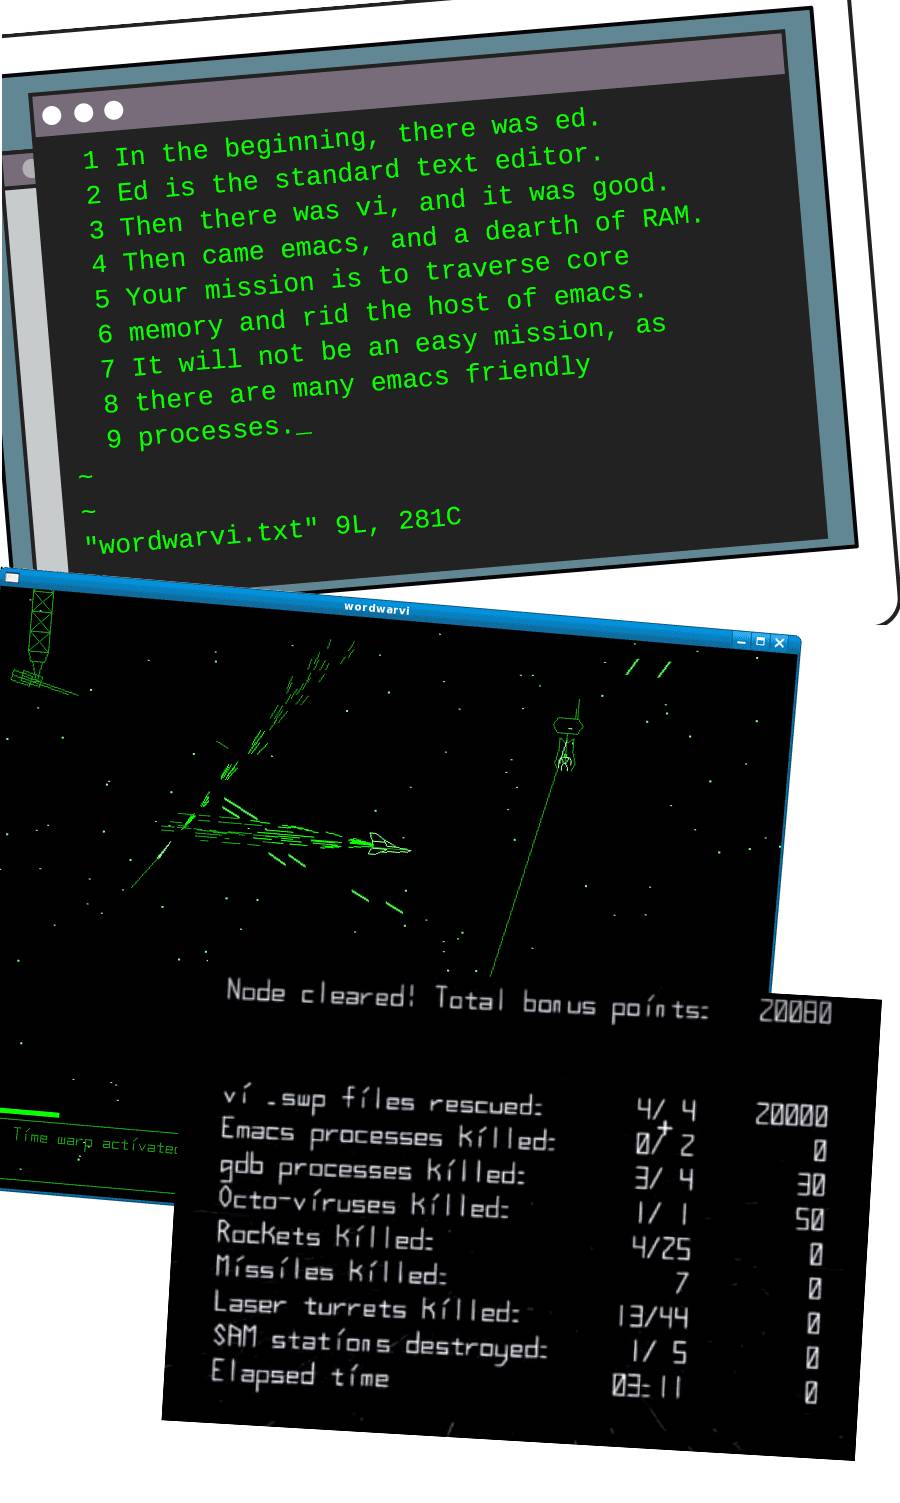 1 In the beginning, there was ed.
2 Ed is the standard text editor.
3 Then there was vi, and it was good.
4 Then came emacs, and a dearth of RAM.
5 Your mission is to traverse core
6 memory and rid the host of emacs.
7 It will not be an easy mission, as
8 there are many emacs friendly
9 processes._
~
~
"wordwarvi.txt" 9L, 281C
wordwarvi
Node cleared! Total bonus points: 20080
vi .swp files rescued: 4/ 4 20000
Emacs processes killed: 0/ 2 0
gdb processes killed: 3/ 4 30
Octo-viruses killed: 1/ 1 50
Rockets killed: 4/25 0
Missiles killed: 7 0
Laser turrets killed: 13/44 0
SAM stations destroyed: 1/ 5 0
Elapsed time 03:11 0
Time warp activated